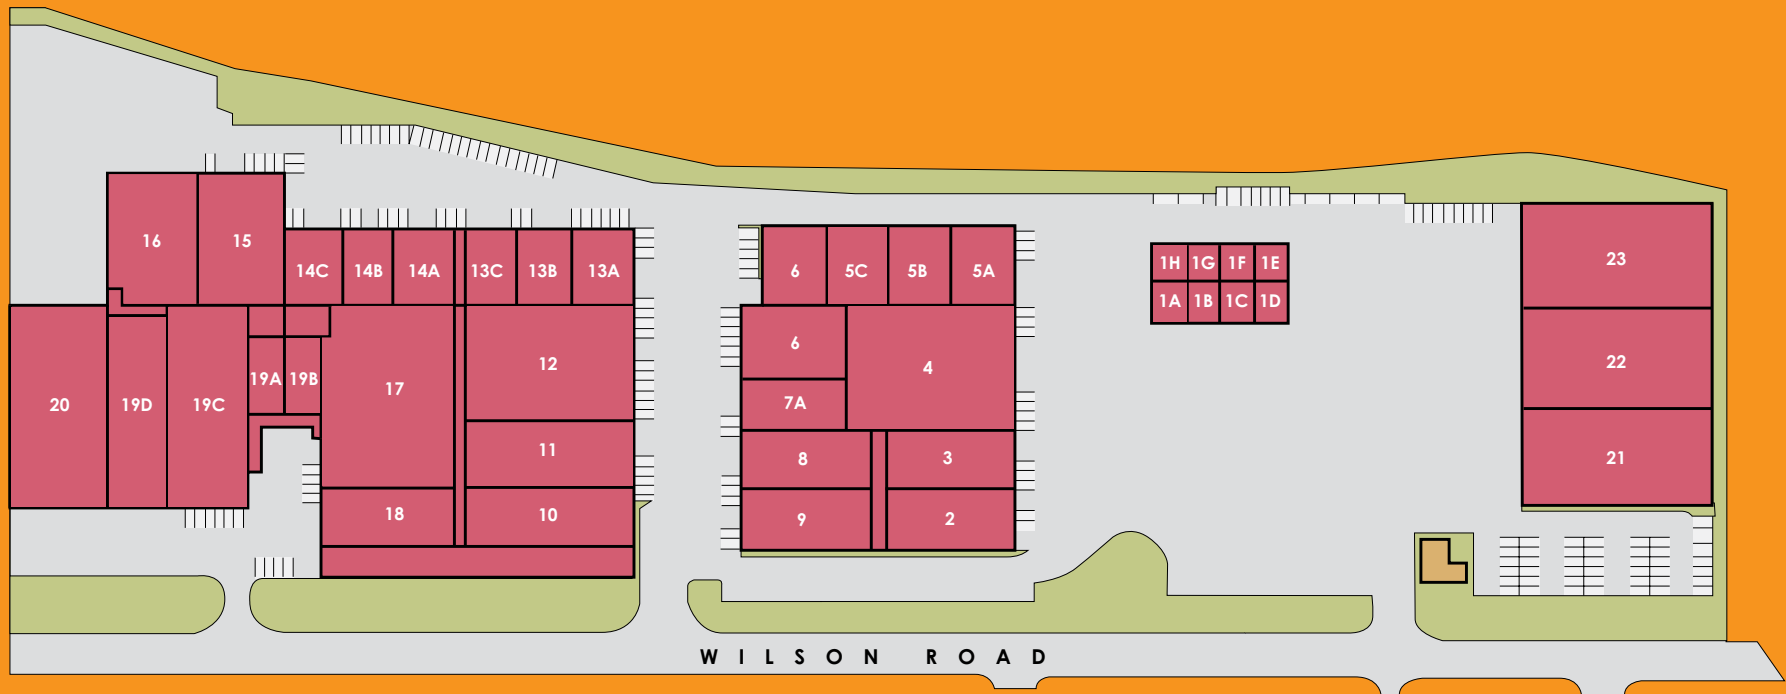 16 15
14C 14B 14A 13C 13B 13A
20 19D 19C 19A 19B 17 12
11
18 10
6 5C 5B 5A
6 4
7A
8 3
9 2
1H 1G 1F 1E
1A 1B 1C 1D
23
22
21
WILSON ROAD